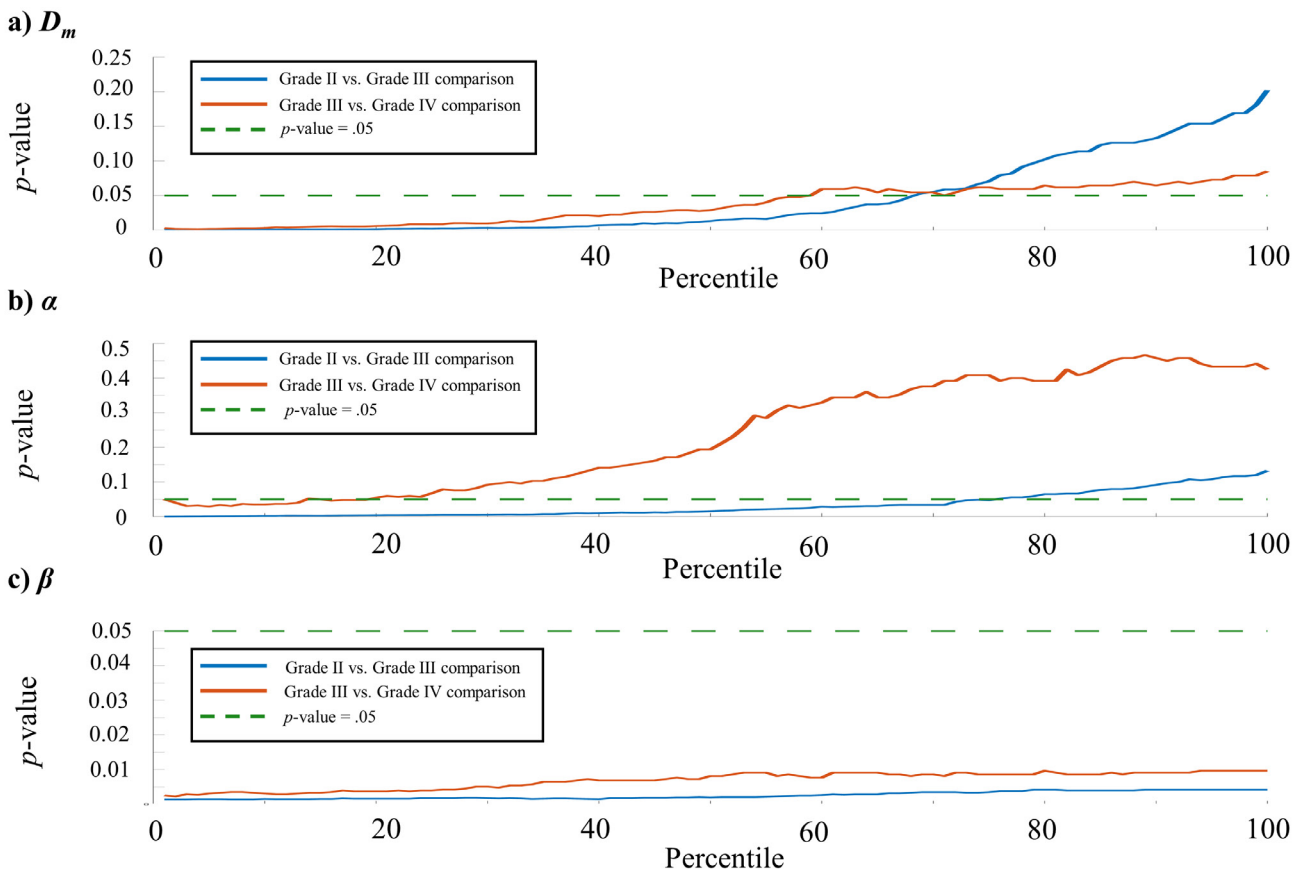 a) Dm
0.25
0.20
0.15
0.10
0.05
0
p-value
Grade II vs. Grade III comparison
Grade III vs. Grade IV comparison
p-value = .05
0 20 40 60 80 100
Percentile
b) α
0.5
0.4
0.3
0.2
0.1
0
p-value
Grade II vs. Grade III comparison
Grade III vs. Grade IV comparison
p-value = .05
0 20 40 60 80 100
Percentile
c) β
0.05
0.04
0.03
0.02
0.01
p-value
Grade II vs. Grade III comparison
Grade III vs. Grade IV comparison
p-value = .05
0 20 40 60 80 100
Percentile